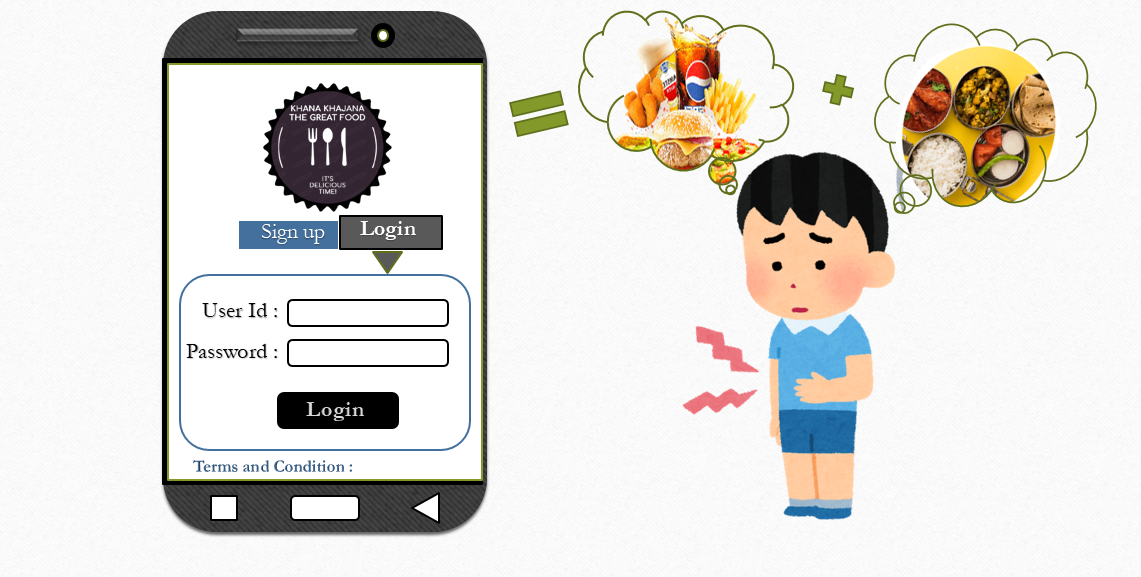 KHANA KHAJANA
THE GREAT FOOD
IT'S
DELICIOUS
TIME!
Sign up
Login
User Id :
Password :
Login
Terms and Condition :